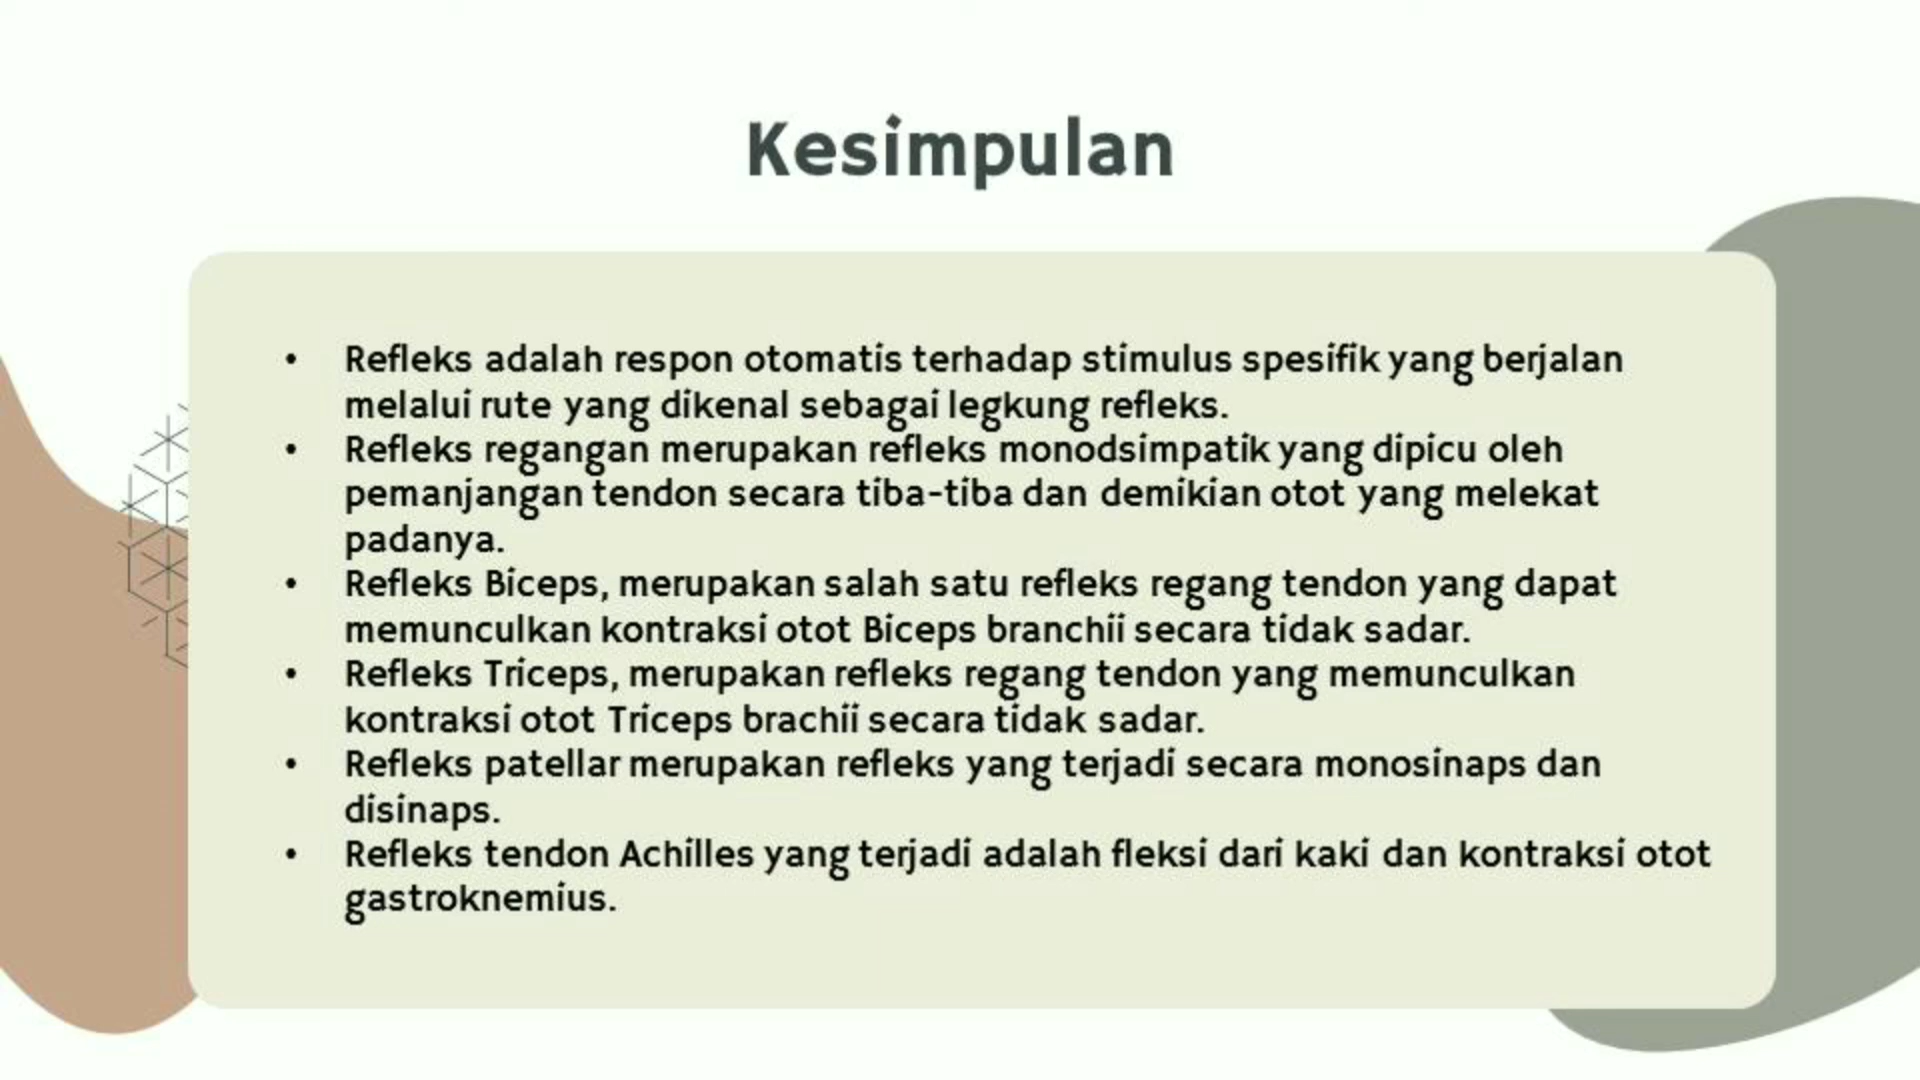 Kesimpulan
• Refleks adalah respon otomatis terhadap stimulus spesifik yang berjalan
melalui rute yang dikenal sebagai legkung refleks.
• Refleks regangan merupakan refleks monodsimpatik yang dipicu oleh
pemanjangan tendon secara tiba-tiba dan demikian otot yang melekat
padanya.
• Refleks Biceps, merupakan salah satu refleks regang tendon yang dapat
memunculkan kontraksi otot Biceps branchii secara tidak sadar.
• Refleks Triceps, merupakan refleks regang tendon yang memunculkan
kontraksi otot Triceps brachii secara tidak sadar.
• Refleks patellar merupakan refleks yang terjadi secara monosinaps dan
disinaps.
• Refleks tendon Achilles yang terjadi adalah fleksi dari kaki dan kontraksi otot
gastroknemius.